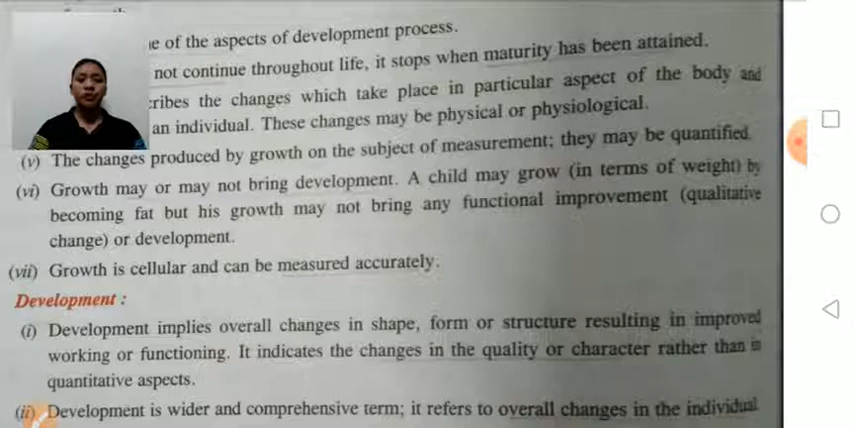 of the aspects of development process.
not continue throughout life, it stops when maturity has been attained.
the changes which take place in particular aspect of the body and
an individual. These changes may be physical or physiological.
(v) The changes produced by growth on the subject of measurement; they may be quantified.
(vi) Growth may or may not bring development. A child may grow (in terms of weight) by
becoming fat but his growth may not bring any functional improvement (qualitative
change) or development.
(vii) Growth is cellular and can be measured accurately.
Development :
(i) Development implies overall changes in shape, form or structure resulting in improved
working or functioning. It indicates the changes in the quality or character rather than in
quantitative aspects.
(ii) Development is wider and comprehensive term; it refers to overall changes in the individual.